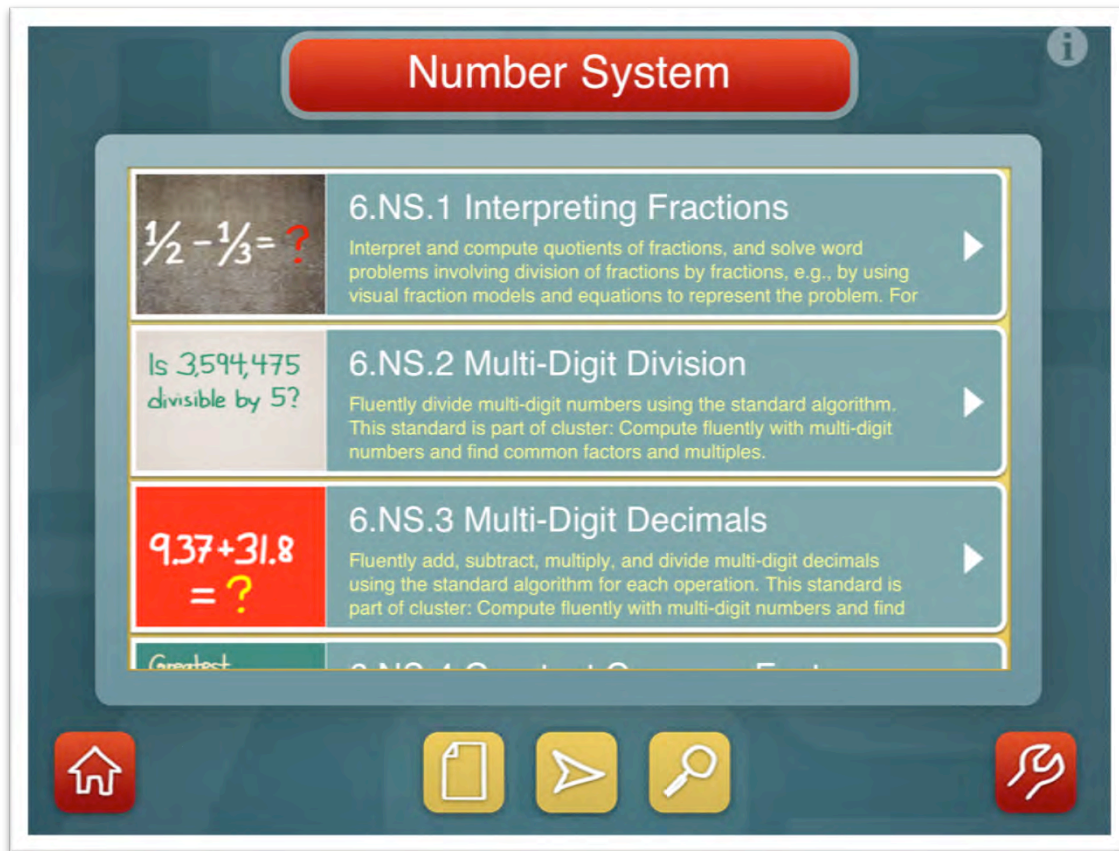 Number System
i
½ – ⅓ = ?
6.NS.1 Interpreting Fractions
Interpret and compute quotients of fractions, and solve word
problems involving division of fractions by fractions, e.g., by using
visual fraction models and equations to represent the problem. For
Is 3,594,475
divisible by 5?
6.NS.2 Multi-Digit Division
Fluently divide multi-digit numbers using the standard algorithm.
This standard is part of cluster: Compute fluently with multi-digit
numbers and find common factors and multiples.
9.37+31.8
= ?
6.NS.3 Multi-Digit Decimals
Fluently add, subtract, multiply, and divide multi-digit decimals
using the standard algorithm for each operation. This standard is
part of cluster: Compute fluently with multi-digit numbers and find
Greatest